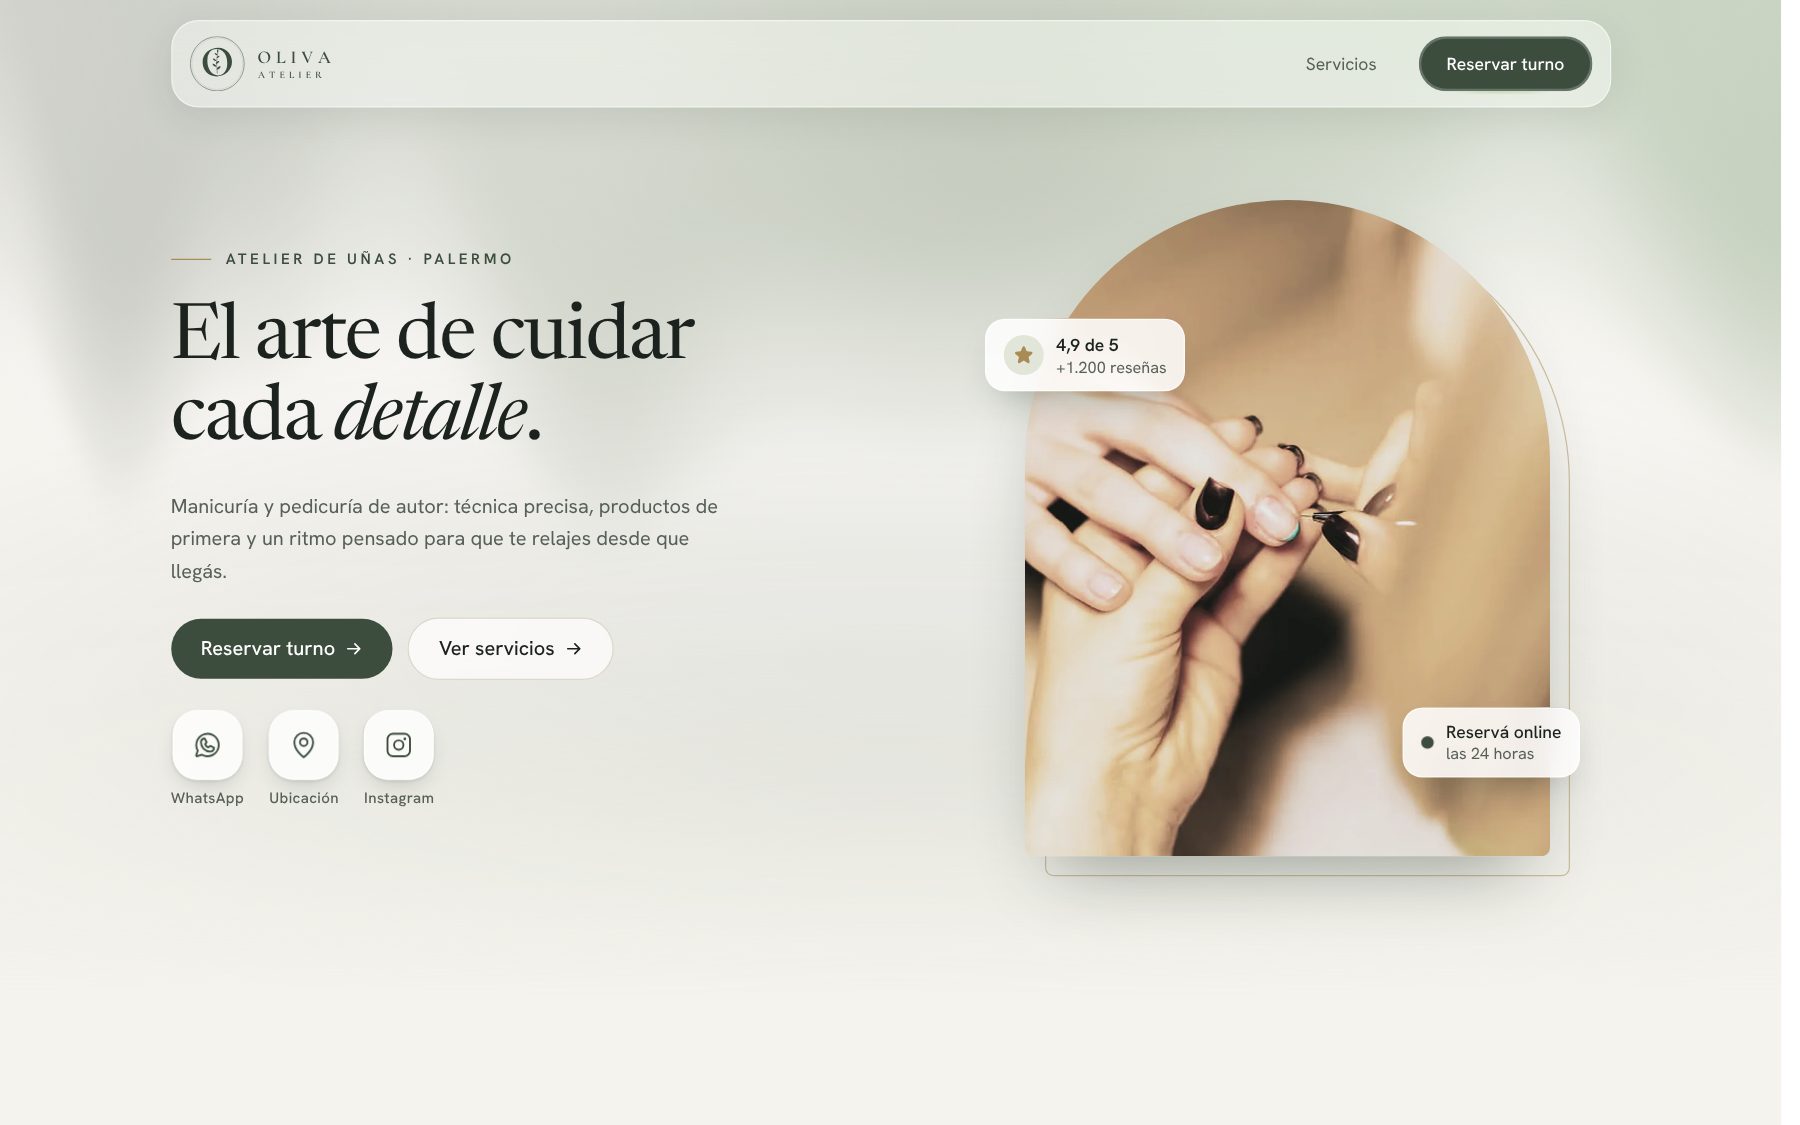 OLIVA
ATELIER
Servicios
Reservar turno
ATELIER DE UÑAS · PALERMO
El arte de cuidar
cada detalle.
Manicuría y pedicuría de autor: técnica precisa, productos de
primera y un ritmo pensado para que te relajes desde que
llegás.
Reservar turno →
Ver servicios →
WhatsApp
Ubicación
Instagram
4,9 de 5
+1.200 reseñas
Reservá online
las 24 horas